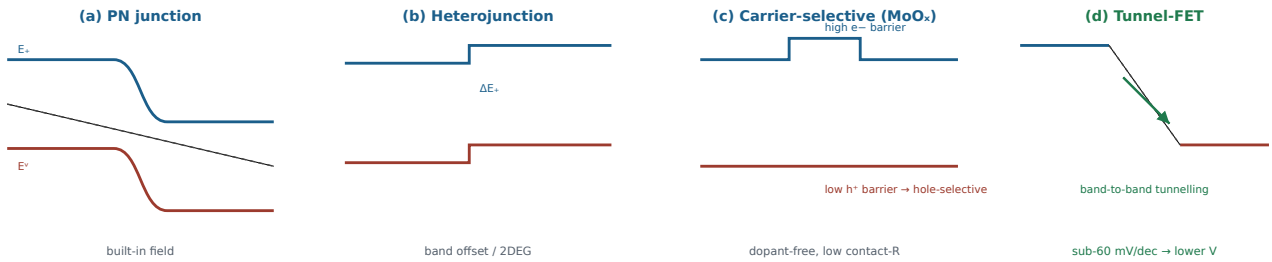 (a) PN junction
(b) Heterojunction
(c) Carrier-selective (MoOₓ)
(d) Tunnel-FET
high e− barrier
E₊
ΔE₊
Eᵛ
low h⁺ barrier → hole-selective
band-to-band tunnelling
built-in field
band offset / 2DEG
dopant-free, low contact-R
sub-60 mV/dec → lower V